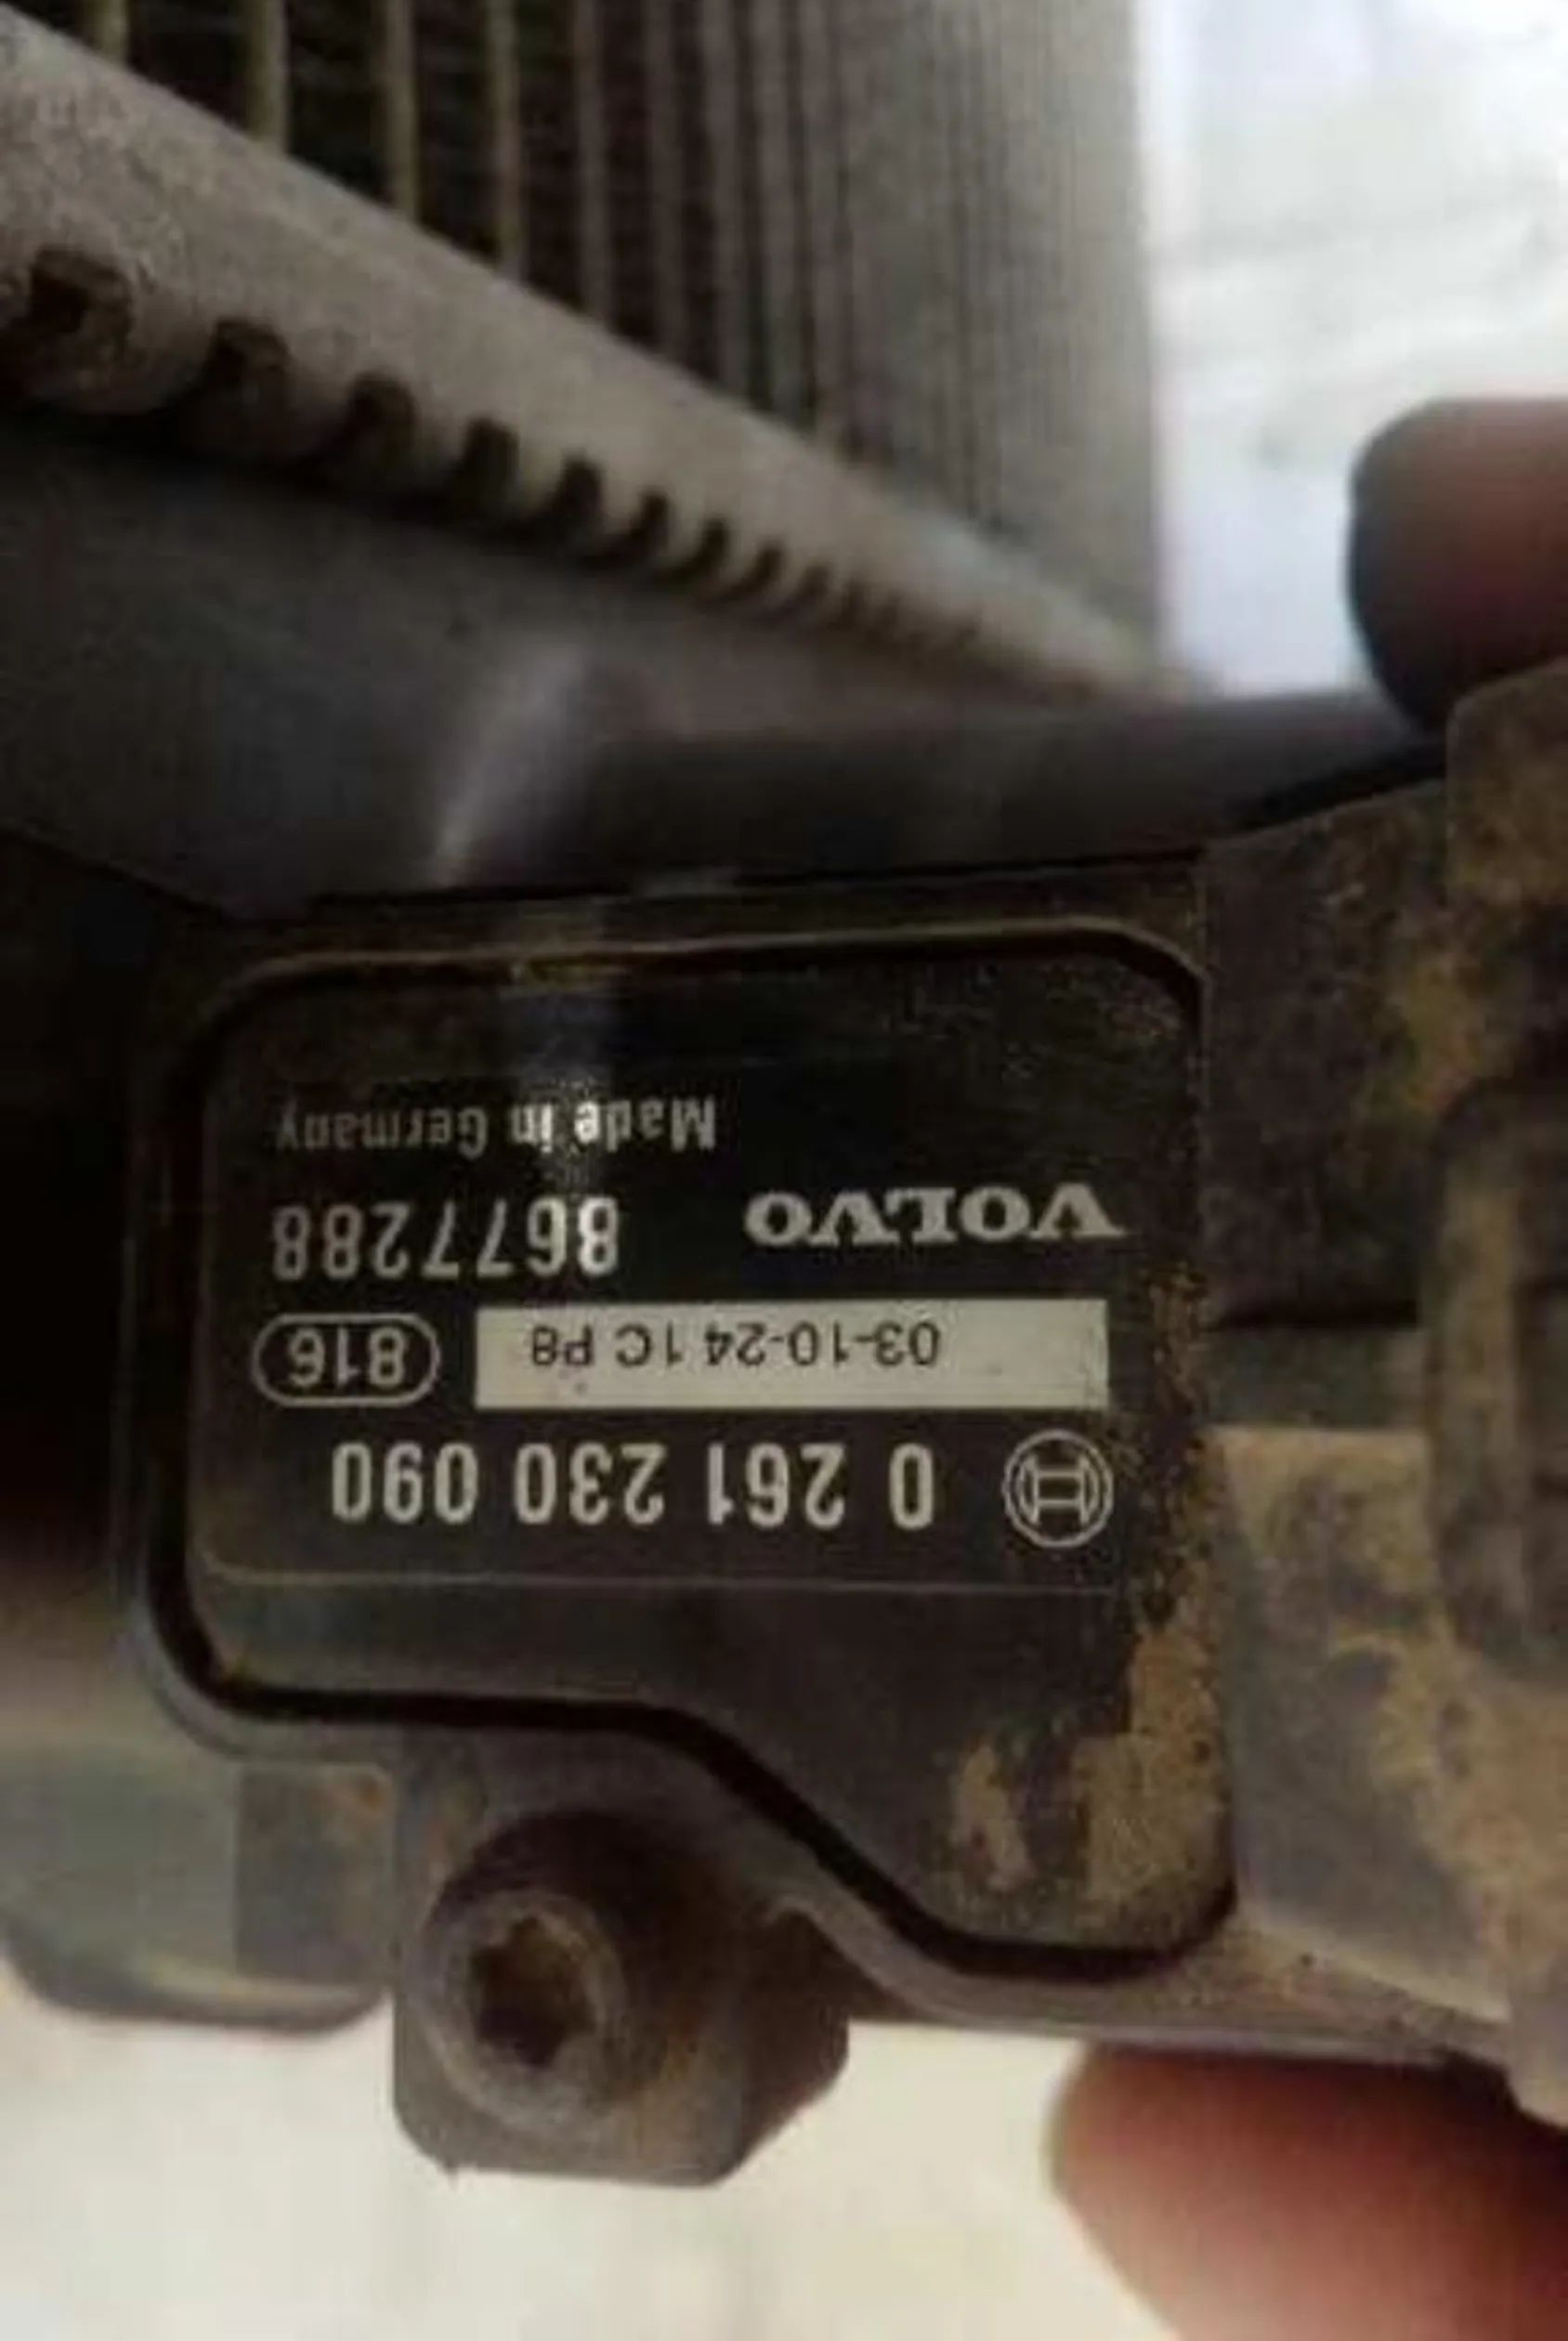 0 261 230 090
03-10-24 1C P8 816
VOLVO 8677288
Made in Germany